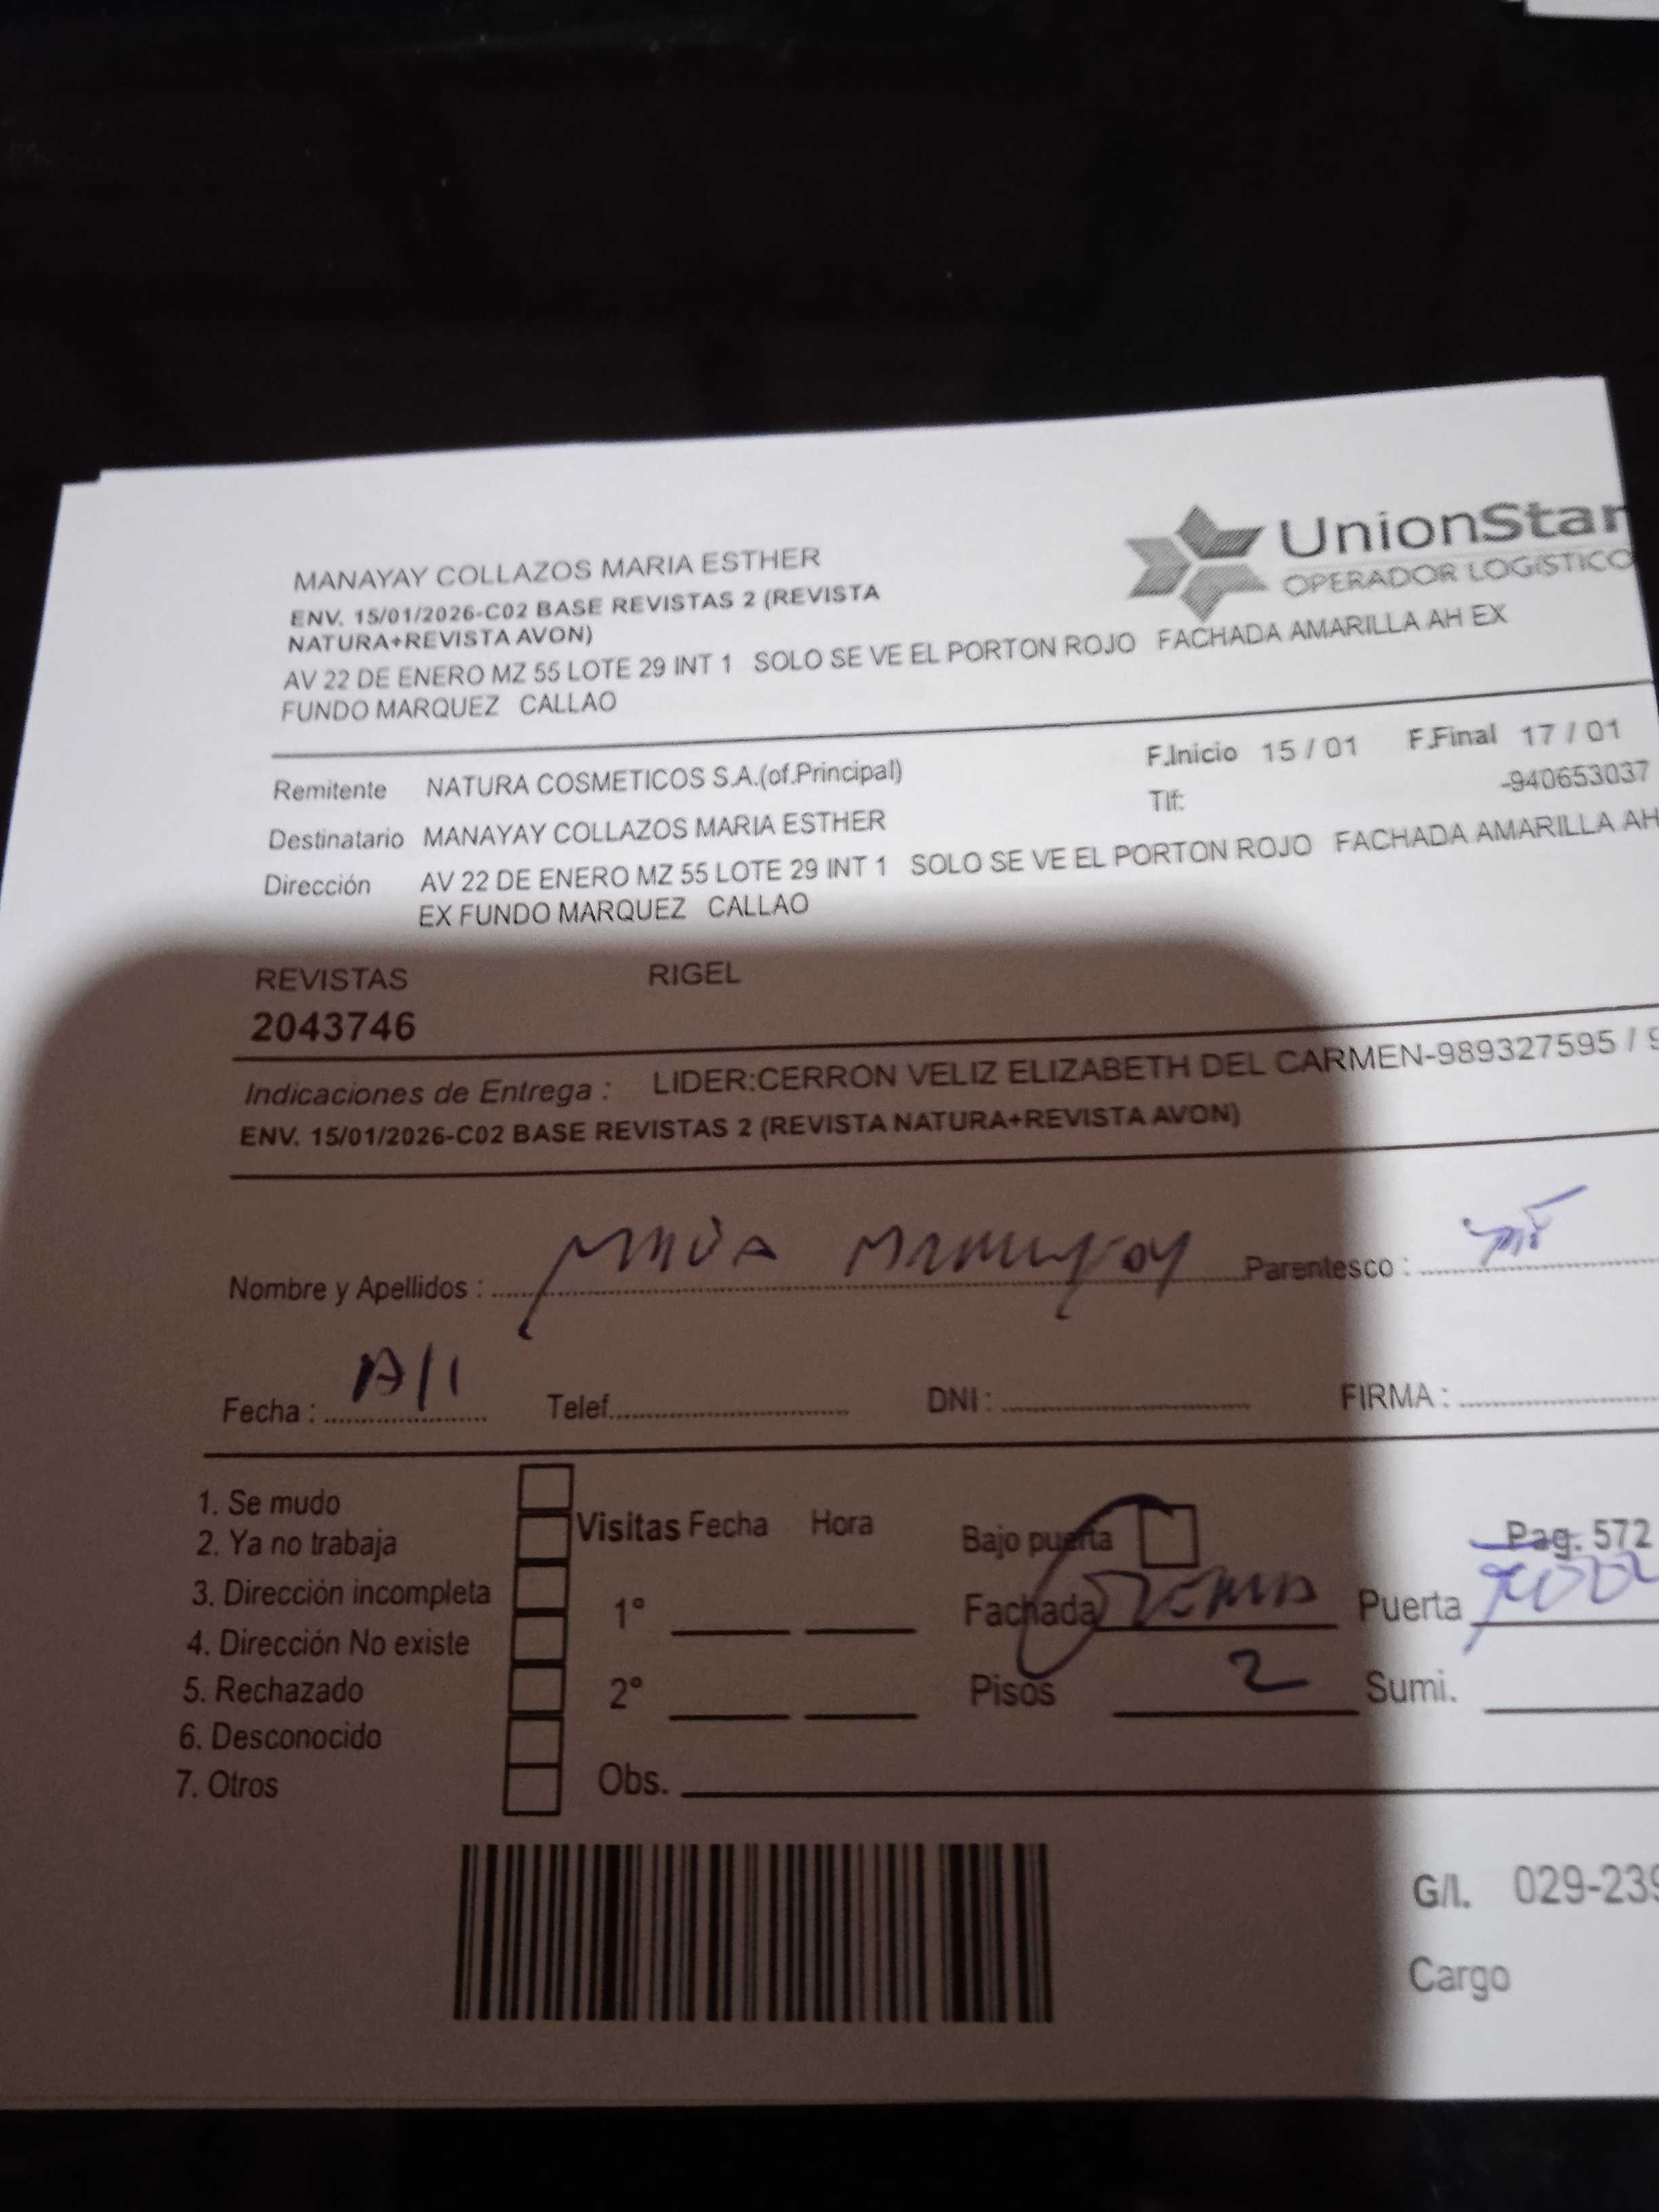 MANAYAY COLLAZOS MARIA ESTHER
ENV. 15/01/2026-C02 BASE REVISTAS 2 (REVISTA
NATURA+REVISTA AVON)
AV 22 DE ENERO MZ 55 LOTE 29 INT 1 SOLO SE VE EL PORTON ROJO FACHADA AMARILLA AH EX
FUNDO MARQUEZ CALLAO
UnionStar
OPERADOR LOGÍSTICO
Remitente NATURA COSMETICOS S.A.(of.Principal)
F.Inicio 15 / 01 F.Final 17 / 01
Tlf: -940653037
Destinatario MANAYAY COLLAZOS MARIA ESTHER
Dirección AV 22 DE ENERO MZ 55 LOTE 29 INT 1 SOLO SE VE EL PORTON ROJO FACHADA AMARILLA AH
EX FUNDO MARQUEZ CALLAO
REVISTAS RIGEL
2043746
Indicaciones de Entrega : LIDER:CERRON VELIZ ELIZABETH DEL CARMEN-989327595 / 9
ENV. 15/01/2026-C02 BASE REVISTAS 2 (REVISTA NATURA+REVISTA AVON)
Nombre y Apellidos : Maria Manayay Parentesco :
Fecha : Telef. DNI : FIRMA :
1. Se mudo
2. Ya no trabaja
3. Dirección incompleta
4. Dirección No existe
5. Rechazado
6. Desconocido
7. Otros
Visitas Fecha Hora
1°
2°
Obs.
Bajo puerta
Pag. 572
Fachada Puerta
Pisos 2 Sumi.
G/I. 029-239
Cargo